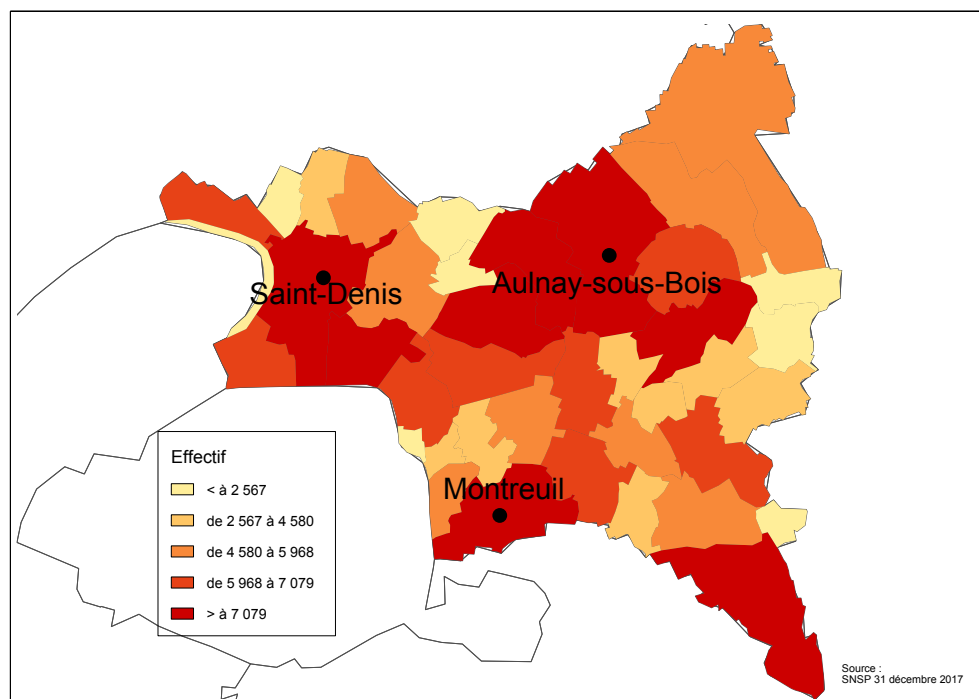 Saint-Denis
Aulnay-sous-Bois
Montreuil
Effectif
< à 2 567
de 2 567 à 4 580
de 4 580 à 5 968
de 5 968 à 7 079
> à 7 079
Source :
SNSP 31 décembre 2017